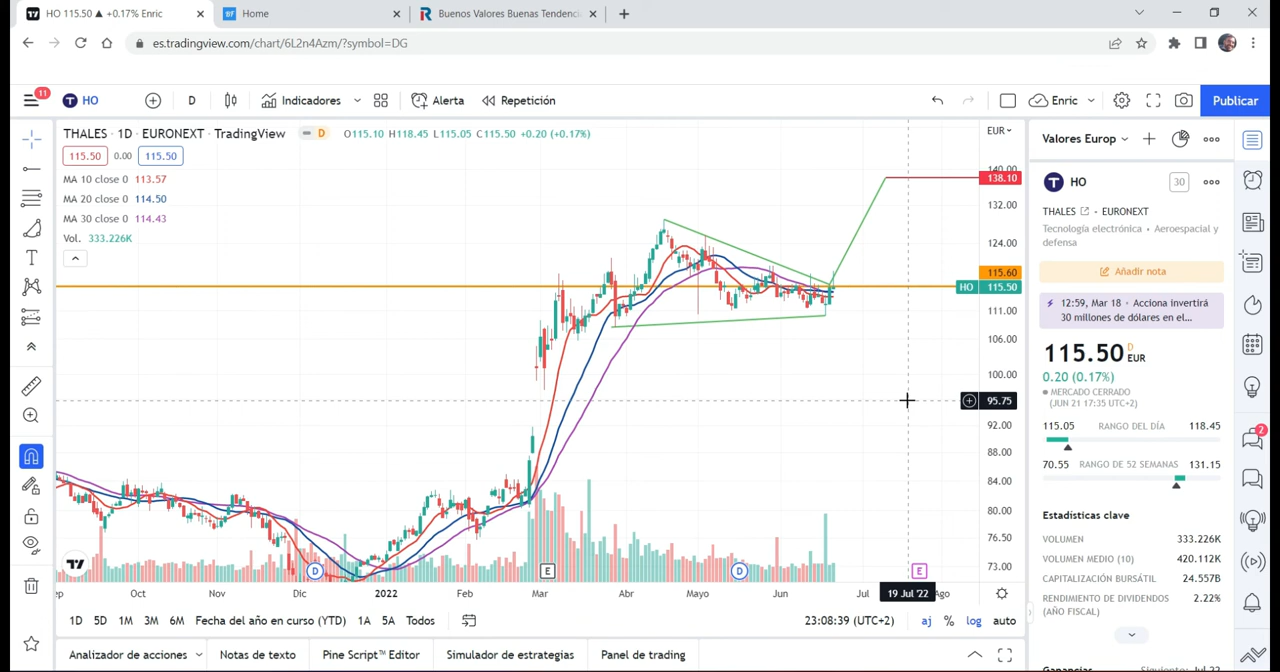 HO 115.50 ▲ +0.17% Enric
Home
Buenos Valores Buenas Tendenci
es.tradingview.com/chart/6L2n4Azm/?symbol=DG
11
HO
D
Indicadores
Alerta
Repetición
Enric
Publicar
THALES · 1D · EURONEXT · TradingView
D
O115.10 H118.45 L115.05 C115.50 +0.20 (+0.17%)
EUR
115.50 0.00 115.50
MA 10 close 0 113.57
MA 20 close 0 114.50
MA 30 close 0 114.43
Vol. 333.226K
140.00
138.10
132.00
124.00
115.60
HO 115.50
111.00
106.00
100.00
95.75
92.00
88.00
84.00
80.00
76.50
73.00
D
E
D
E
Oct
Nov
Dic
2022
Feb
Mar
Abr
Mayo
Jun
Jul
19 Jul '22
Ago
1D 5D 1M 3M 6M Fecha del año en curso (YTD) 1A 5A Todos
23:08:39 (UTC+2)
aj % log auto
Analizador de acciones
Notas de texto
Pine Script™ Editor
Simulador de estrategias
Panel de trading
Valores Europ
HO
30
THALES · EURONEXT
Tecnología electrónica · Aeroespacial y
defensa
Añadir nota
12:59, Mar 18 · Acciona invertirá
30 millones de dólares en el...
115.50 D EUR
0.20 (0.17%)
MERCADO CERRADO
(JUN 21 17:35 UTC+2)
115.05 RANGO DEL DÍA 118.45
70.55 RANGO DE 52 SEMANAS 131.15
Estadísticas clave
VOLUMEN 333.226K
VOLUMEN MEDIO (10) 420.112K
CAPITALIZACIÓN BURSÁTIL 24.557B
RENDIMIENTO DE DIVIDENDOS 2.22%
(AÑO FISCAL)
2